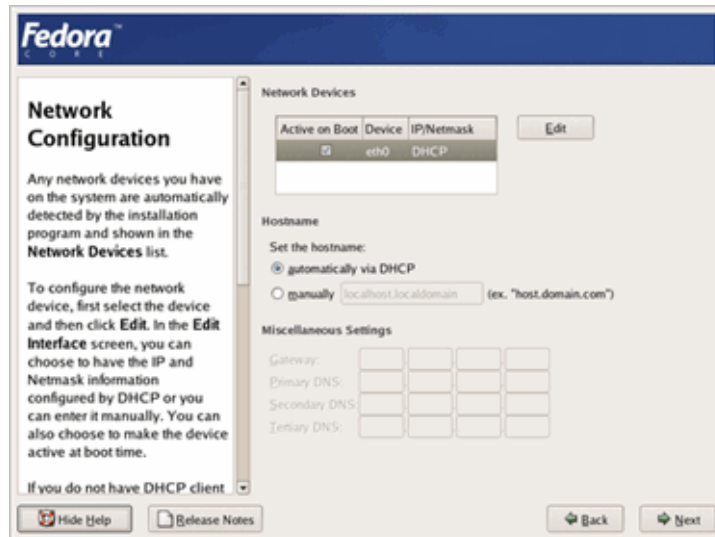 Fedora™
CORE
Network
Configuration
Any network devices you have
on the system are automatically
detected by the installation
program and shown in the
Network Devices list.
To configure the network
device, first select the device
and then click Edit. In the Edit
Interface screen, you can
choose to have the IP and
Netmask information
configured by DHCP or you
can enter it manually. You can
also choose to make the device
active at boot time.
If you do not have DHCP client
Network Devices
Active on Boot Device IP/Netmask
eth0 DHCP
Edit
Hostname
Set the hostname:
automatically via DHCP
manually localhost.localdomain (ex. "host.domain.com")
Miscellaneous Settings
Gateway:
Primary DNS:
Secondary DNS:
Tertiary DNS:
Hide Help
Release Notes
Back
Next